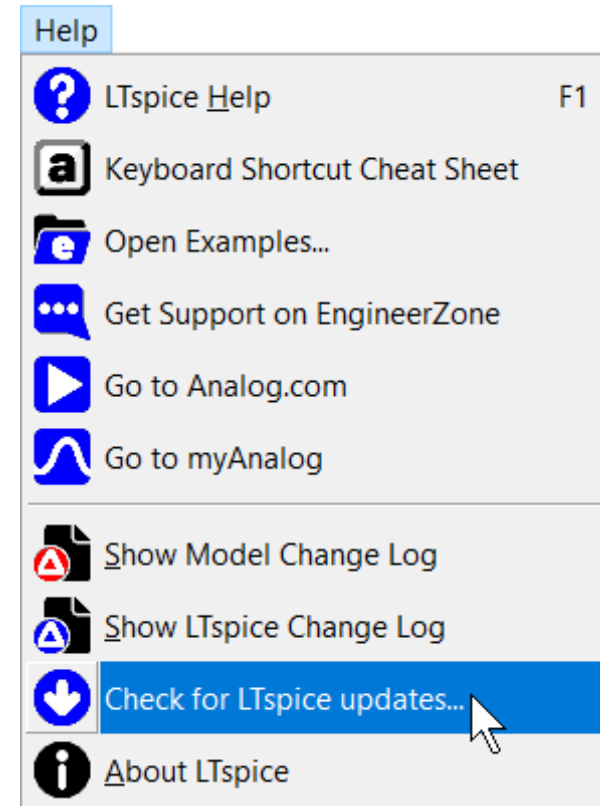 Help
LTspice Help F1
a Keyboard Shortcut Cheat Sheet
e Open Examples...
Get Support on EngineerZone
Go to Analog.com
Go to myAnalog
Show Model Change Log
Show LTspice Change Log
Check for LTspice updates...
About LTspice